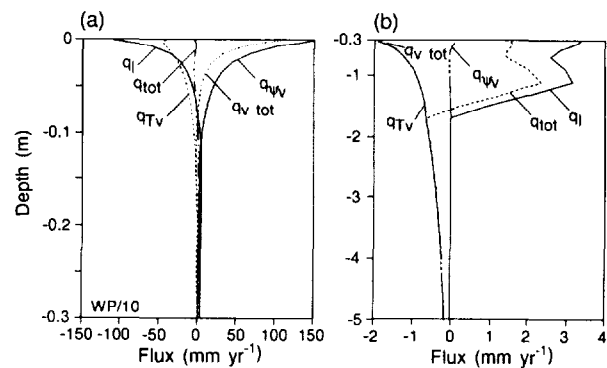 (a)
0
-0.1
-0.2
-0.3
Depth (m)
q_l
q_tot
q_Tv
q_ψv
q_v tot
WP/10
-150 -100 -50 0 50 100 150
Flux (mm yr⁻¹)
(b)
-0.3
-1
-2
-3
-4
-5
q_v tot
q_ψv
q_Tv
q_l
q_tot
-2 -1 0 1 2 3 4
Flux (mm yr⁻¹)